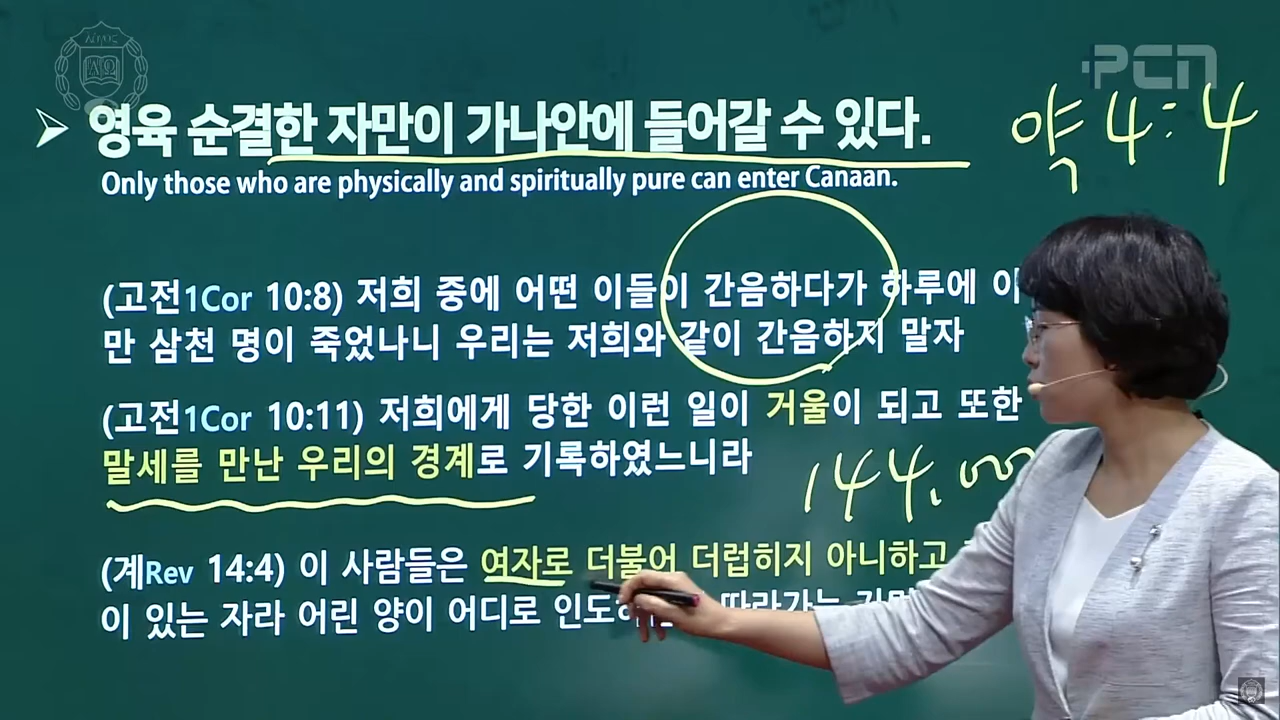 PCN
영육 순결한 자만이 가나안에 들어갈 수 있다.
약 4:4
Only those who are physically and spiritually pure can enter Canaan.
(고전1Cor 10:8) 저희 중에 어떤 이들이 간음하다가 하루에 이
만 삼천 명이 죽었나니 우리는 저희와 같이 간음하지 말자
(고전1Cor 10:11) 저희에게 당한 이런 일이 거울이 되고 또한
말세를 만난 우리의 경계로 기록하였느니라
144,000
(계Rev 14:4) 이 사람들은 여자로 더불어 더럽히지 아니하고
이 있는 자라 어린 양이 어디로 따라가는